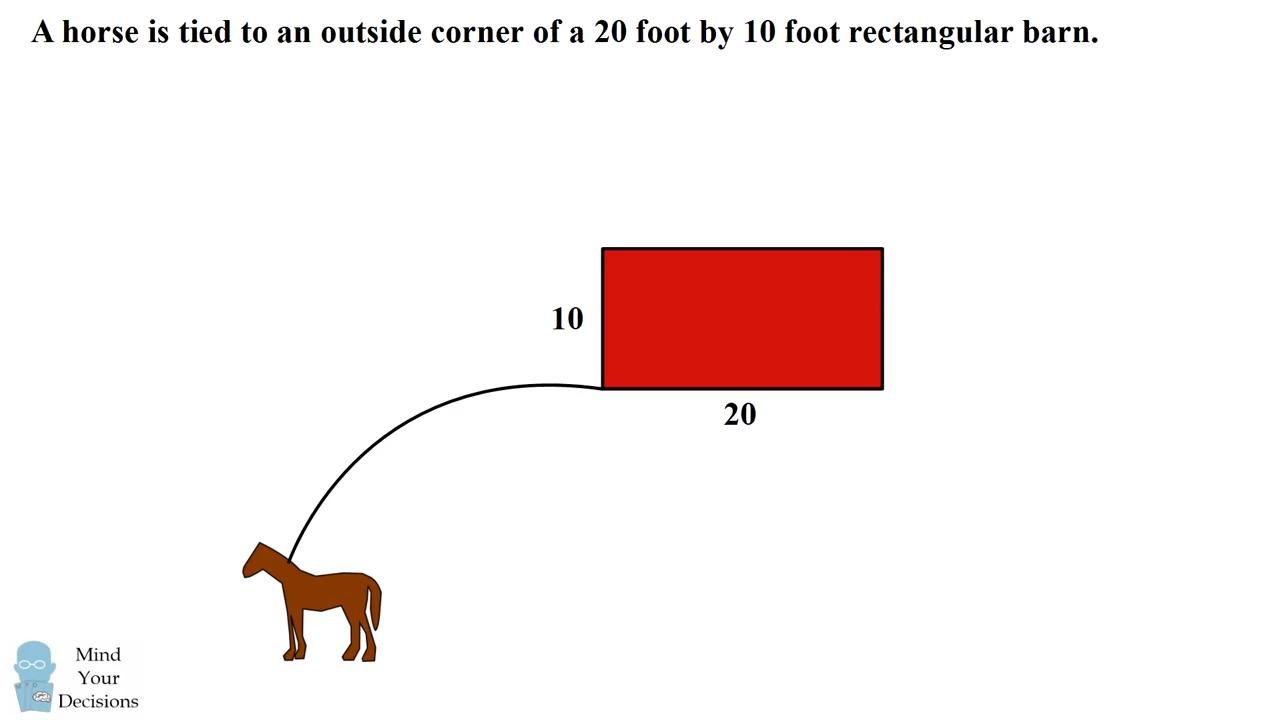 A horse is tied to an outside corner of a 20 foot by 10 foot rectangular barn.
10
20
Mind
Your
Decisions